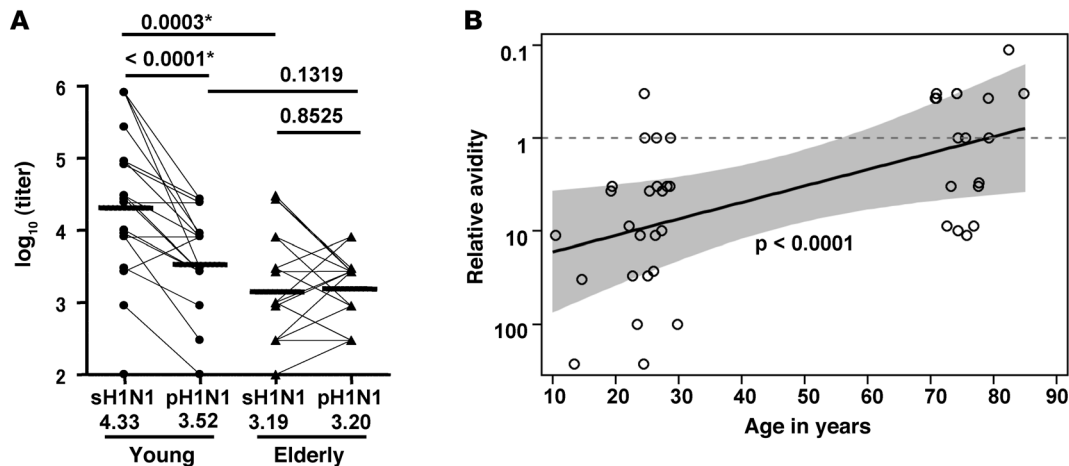 A
0.0003*
< 0.0001*
0.1319
0.8525
6
5
4
3
2
log10 (titer)
sH1N1 pH1N1 sH1N1 pH1N1
4.33 3.52 3.19 3.20
Young Elderly
B
0.1
1
10
100
Relative avidity
p < 0.0001
10 20 30 40 50 60 70 80 90
Age in years